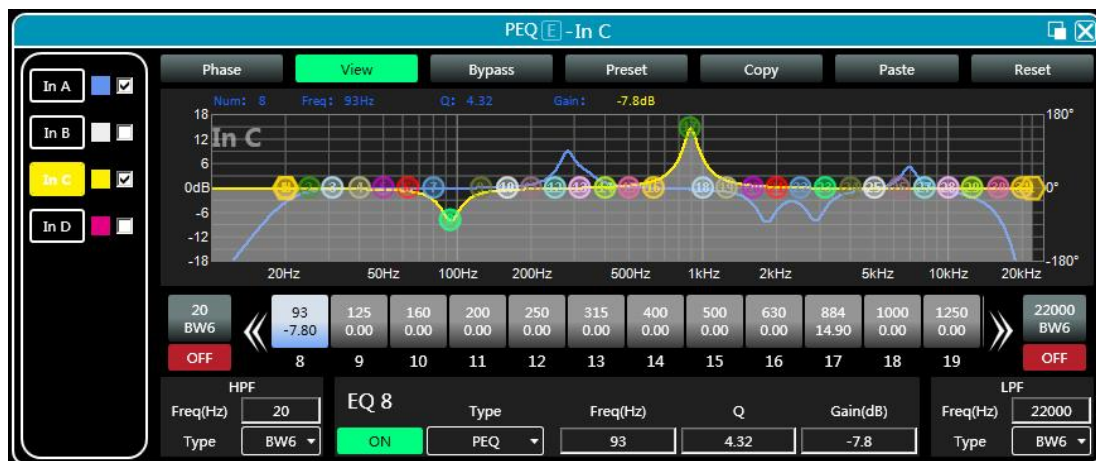 PEQ E -In C
Phase View Bypass Preset Copy Paste Reset
In A
In B
In C
In D
Num: 8 Freq: 93Hz Q: 4.32 Gain: -7.8dB
In C
18 180°
12
6
0dB 0°
-6
-12
-18 -180°
20Hz 50Hz 100Hz 200Hz 500Hz 1kHz 2kHz 5kHz 10kHz 20kHz
20 93 125 160 200 250 315 400 500 630 884 1000 1250 22000
BW6 -7.80 0.00 0.00 0.00 0.00 0.00 0.00 0.00 0.00 14.90 0.00 0.00 BW6
OFF 8 9 10 11 12 13 14 15 16 17 18 19 OFF
HPF
Freq(Hz) 20
Type BW6
EQ 8 Type Freq(Hz) Q Gain(dB)
ON PEQ 93 4.32 -7.8
LPF
Freq(Hz) 22000
Type BW6